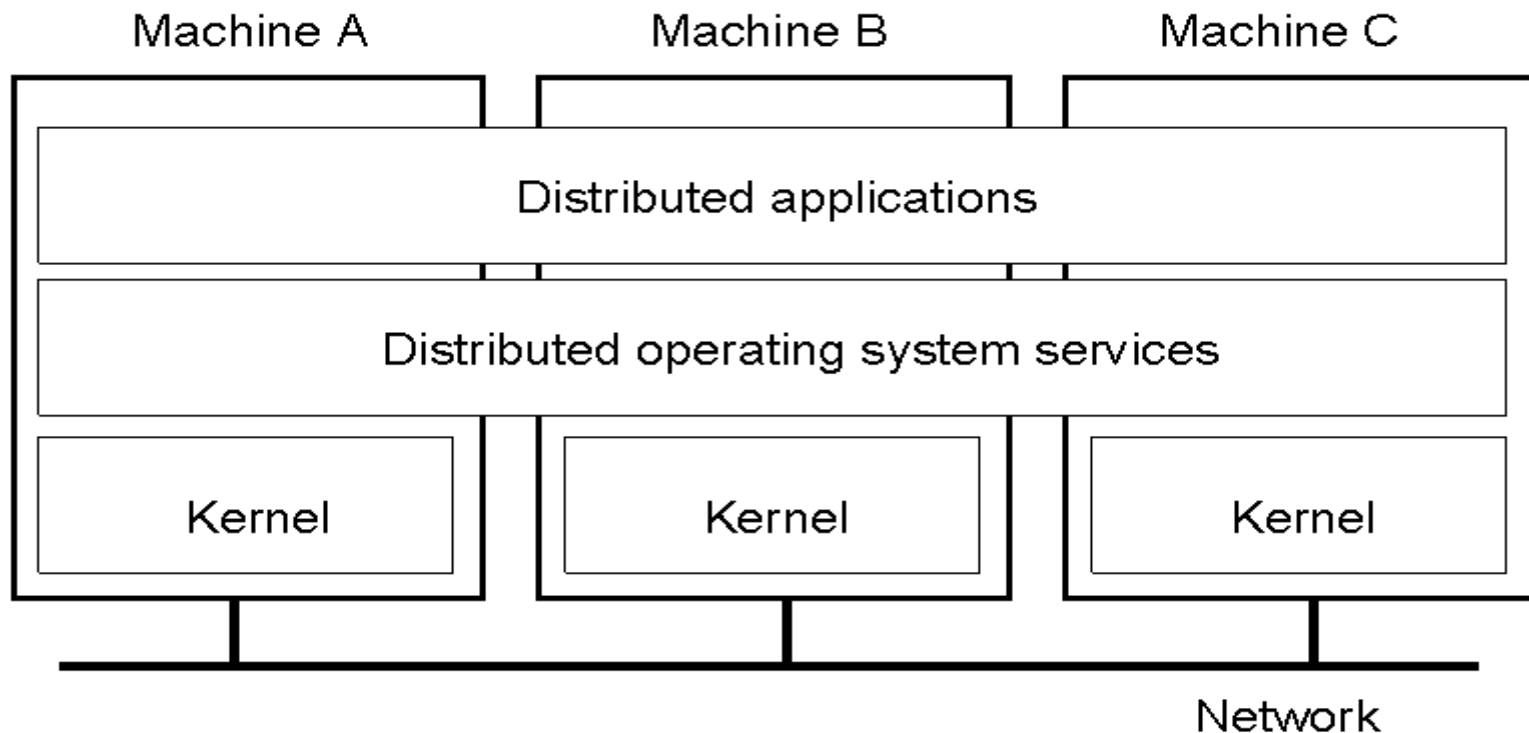 Machine A
Machine B
Machine C
Distributed applications
Distributed operating system services
Kernel
Kernel
Kernel
Network